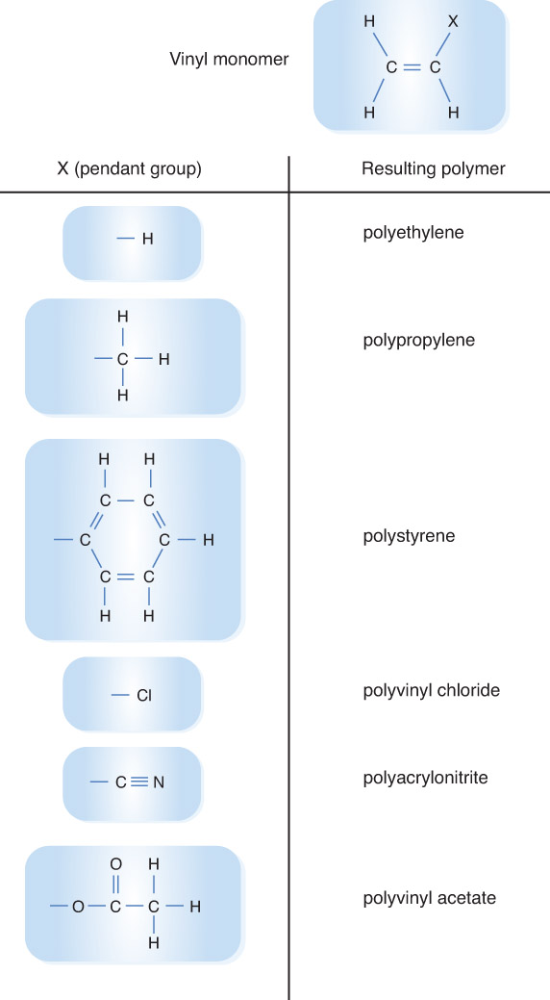 H X
Vinyl monomer
C = C
H H
X (pendant group) Resulting polymer
— H polyethylene
H
— C — H polypropylene
H
H H
C — C
— C C — H polystyrene
C = C
H H
— Cl polyvinyl chloride
— C ≡ N polyacrylonitrite
O H
— O — C — C — H polyvinyl acetate
H